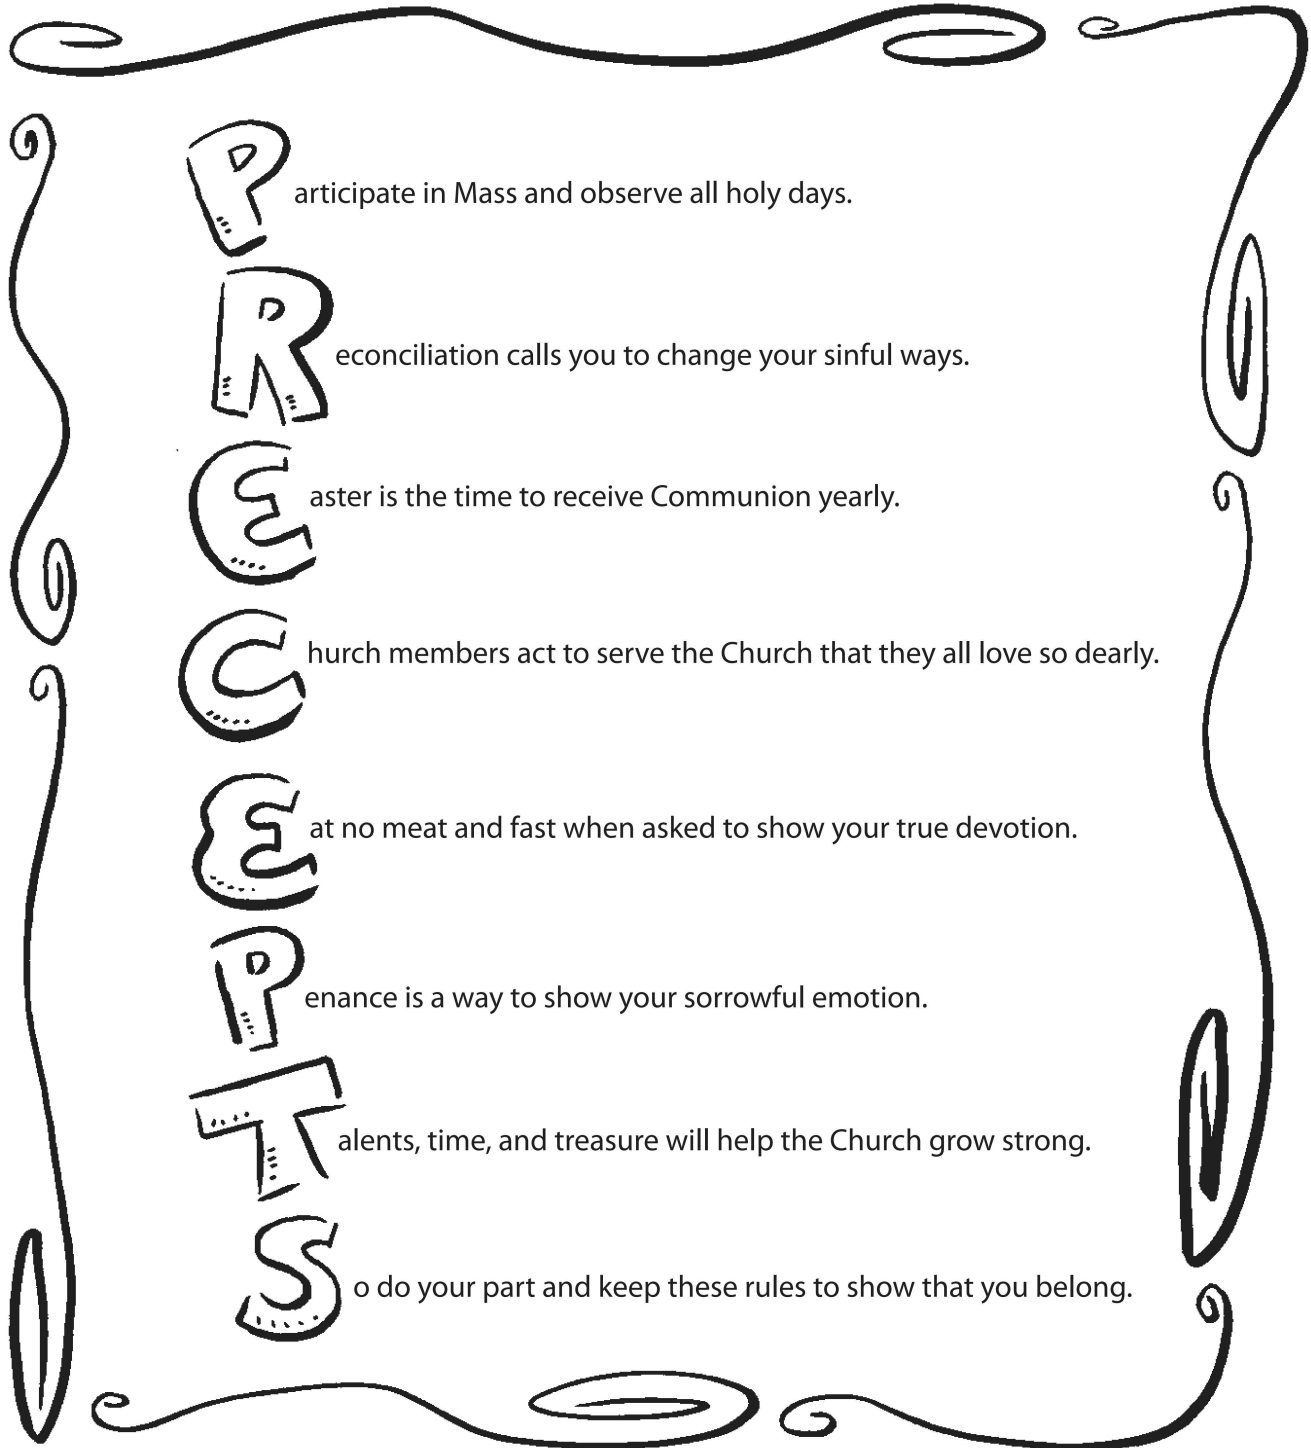 Participate in Mass and observe all holy days.
Reconciliation calls you to change your sinful ways.
Easter is the time to receive Communion yearly.
Church members act to serve the Church that they all love so dearly.
Eat no meat and fast when asked to show your true devotion.
Penance is a way to show your sorrowful emotion.
Talents, time, and treasure will help the Church grow strong.
So do your part and keep these rules to show that you belong.